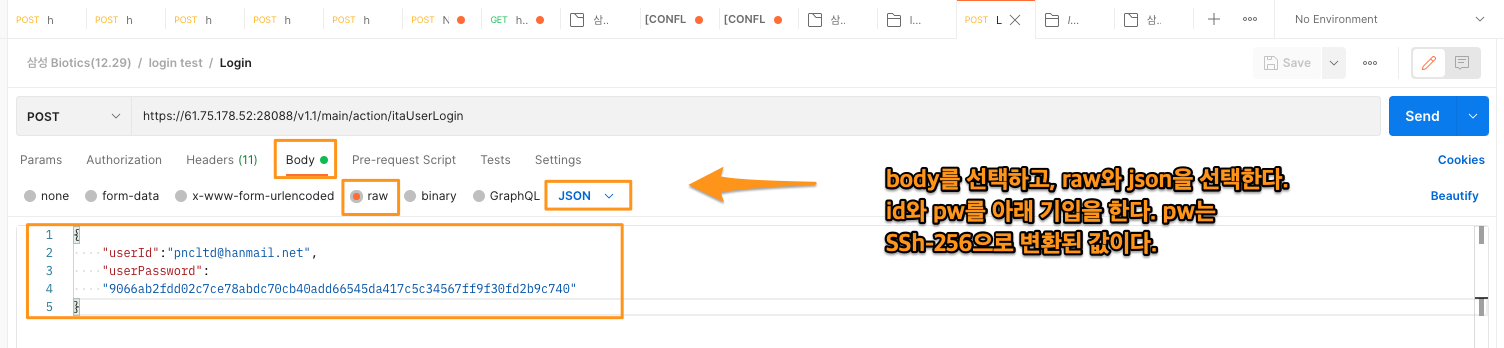 POST h POST h POST h POST h POST h POST N GET h.. 삼.. [CONFL [CONFL 삼.. I... POST L I... 삼.. No Environment
삼성 Biotics(12.29) / login test / Login Save
POST https://61.75.178.52:28088/v1.1/main/action/itaUserLogin Send
Params Authorization Headers (11) Body Pre-request Script Tests Settings Cookies
none form-data x-www-form-urlencoded raw binary GraphQL JSON Beautify
body를 선택하고, raw와 json을 선택한다.
id와 pw를 아래 기입을 한다. pw는
SSh-256으로 변환된 값이다.
1 {
2 "userId":"pncltd@hanmail.net",
3 "userPassword":
4 "9066ab2fdd02c7ce78abdc70cb40add66545da417c5c34567ff9f30fd2b9c740"
5 }